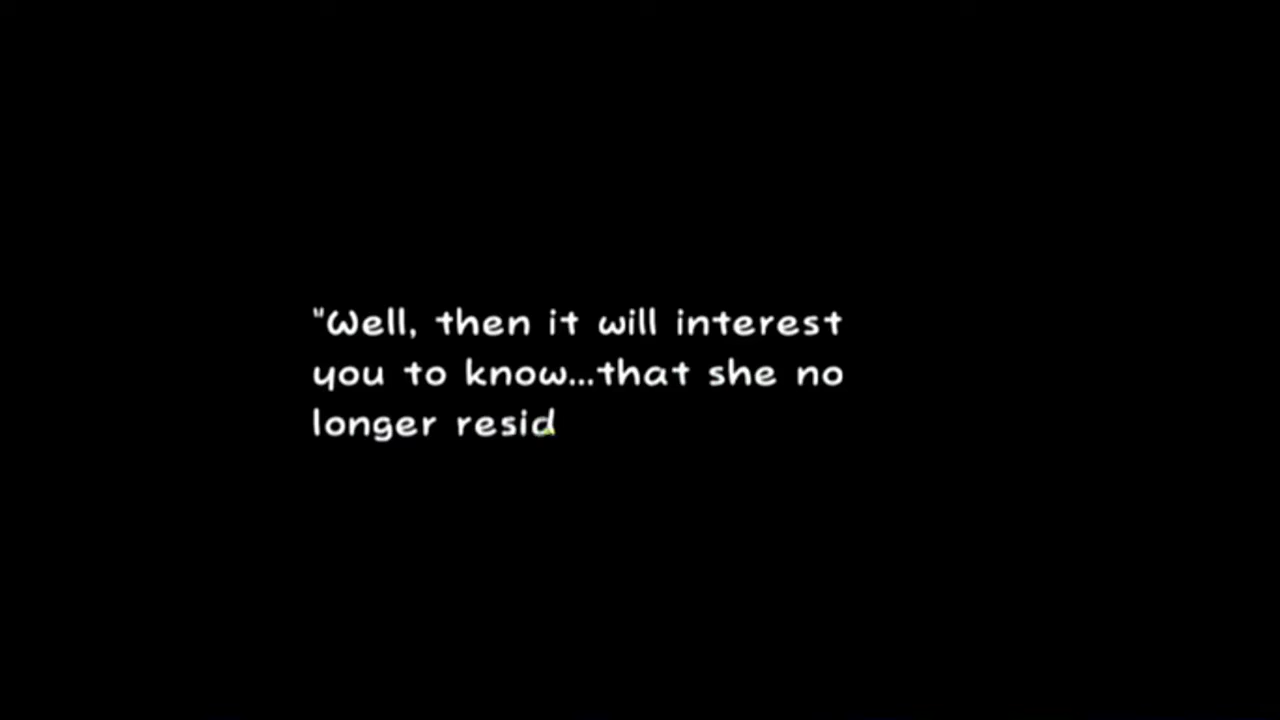 "Well, then it will interest
you to know...that she no
longer resid